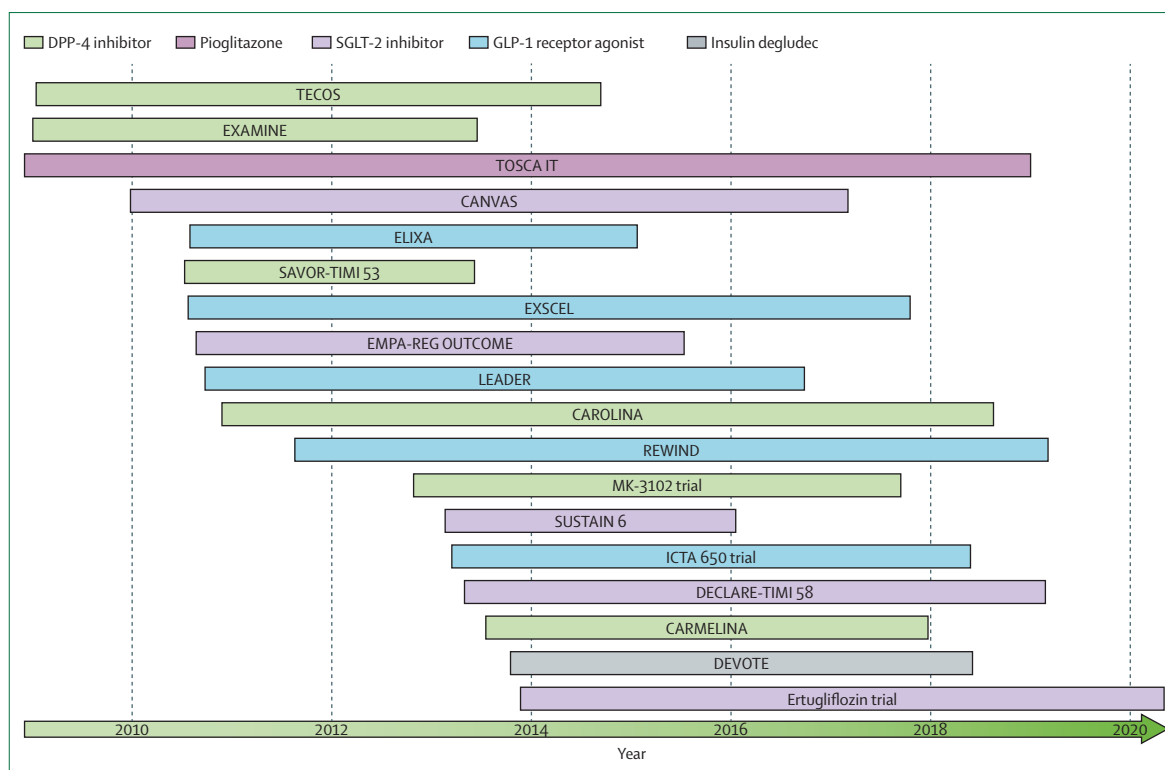 DPP-4 inhibitor Pioglitazone SGLT-2 inhibitor GLP-1 receptor agonist Insulin degludec
TECOS
EXAMINE
TOSCA IT
CANVAS
ELIXA
SAVOR-TIMI 53
EXSCEL
EMPA-REG OUTCOME
LEADER
CAROLINA
REWIND
MK-3102 trial
SUSTAIN 6
ICTA 650 trial
DECLARE-TIMI 58
CARMELINA
DEVOTE
Ertugliflozin trial
2010 2012 2014 2016 2018 2020
Year